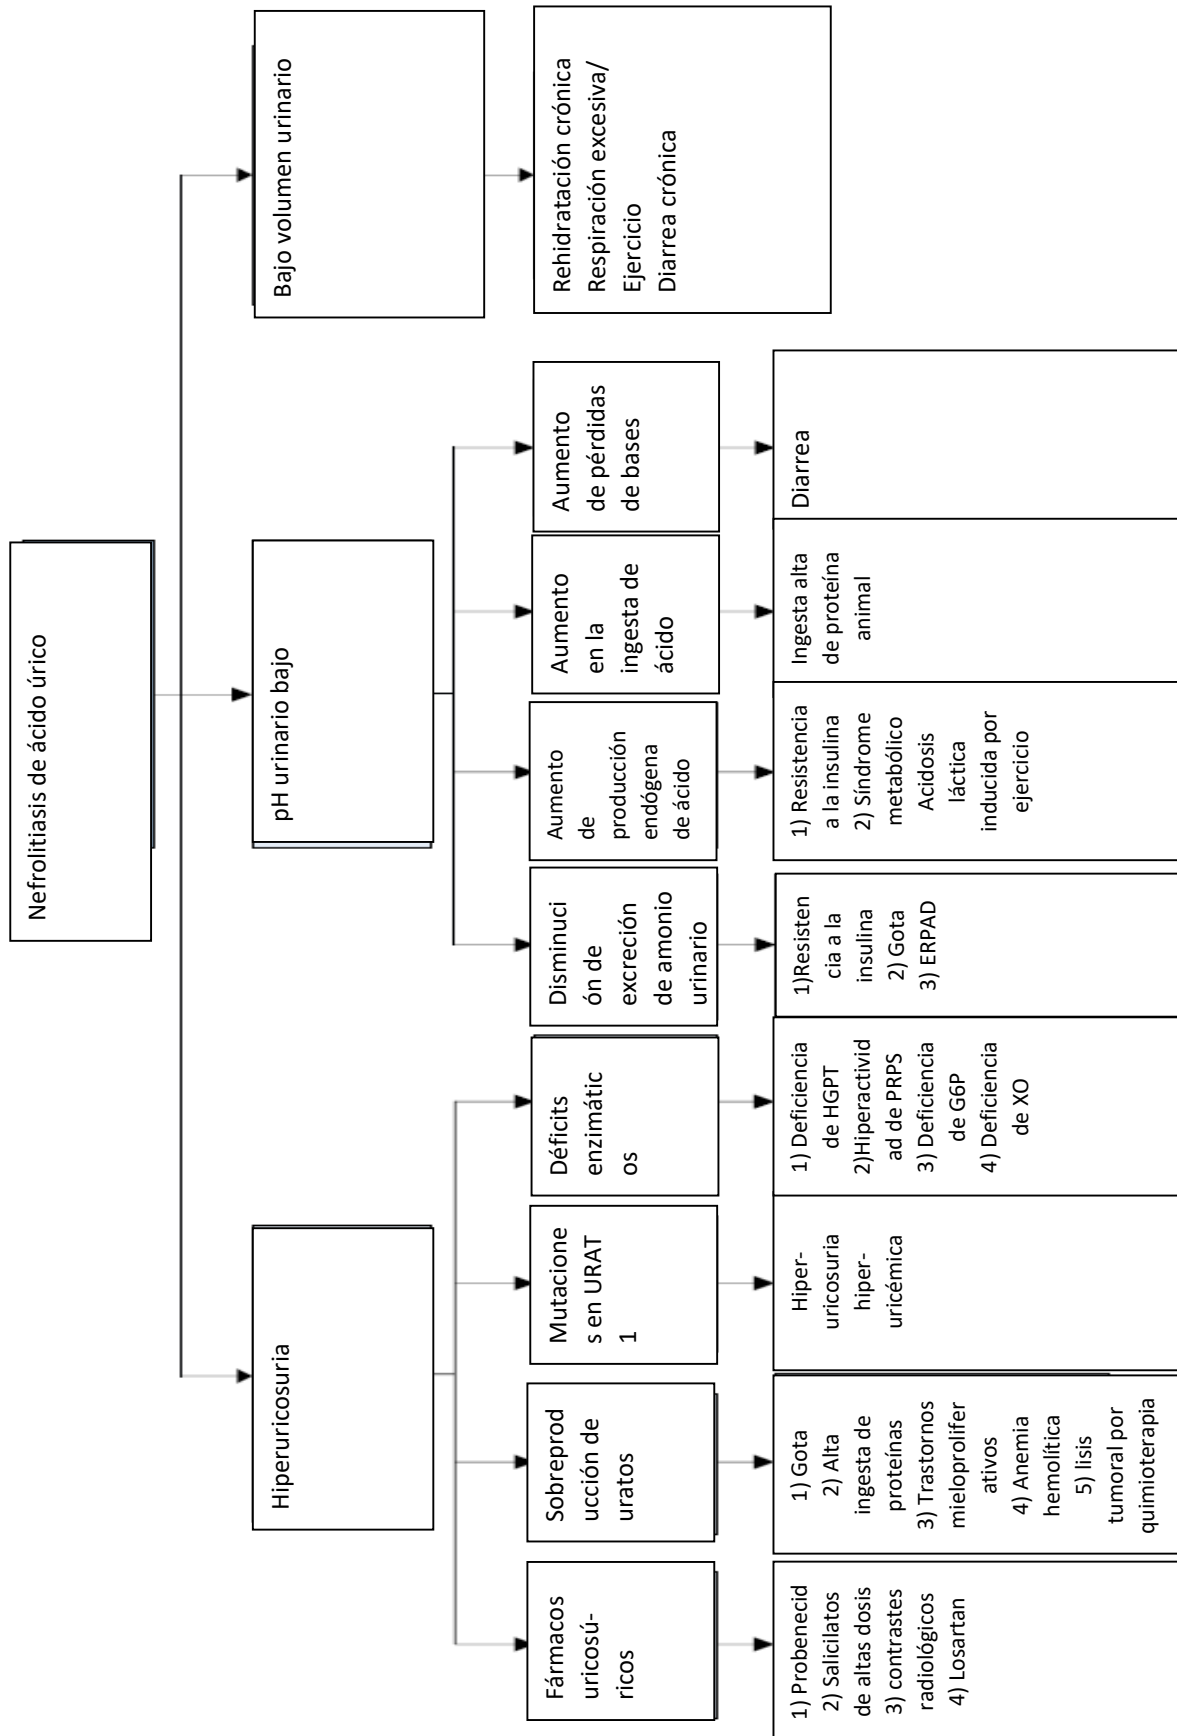 Nefrolitiasis de ácido úrico
Hiperuricosuria
pH urinario bajo
Bajo volumen urinario
Fármacos
uricosú-
ricos
Sobreprod
ucción de
uratos
Mutacione
s en URAT
1
Déficits
enzimátic
os
Disminuci
ón de
excreción
de amonio
urinario
Aumento
de
producción
endógena
de ácido
Aumento
en la
ingesta de
ácido
Aumento
de pérdidas
de bases
Rehidratación crónica
Respiración excesiva/
Ejercicio
Diarrea crónica
1) Probenecid
2) Salicilatos
de altas dosis
3) contrastes
radiológicos
4) Losartan
1) Gota
2) Alta
ingesta de
proteínas
3) Trastornos
mieloprolifer
ativos
4) Anemia
hemolítica
5) lisis
tumoral por
quimioterapia
Hiper-
uricosuria
hiper-
uricémica
1) Deficiencia
de HGPT
2)Hiperactivid
ad de PRPS
3) Deficiencia
de G6P
4) Deficiencia
de XO
1)Resisten
cia a la
insulina
2) Gota
3) ERPAD
1) Resistencia
a la insulina
2) Síndrome
metabólico
Acidosis
láctica
inducida por
ejercicio
Ingesta alta
de proteína
animal
Diarrea